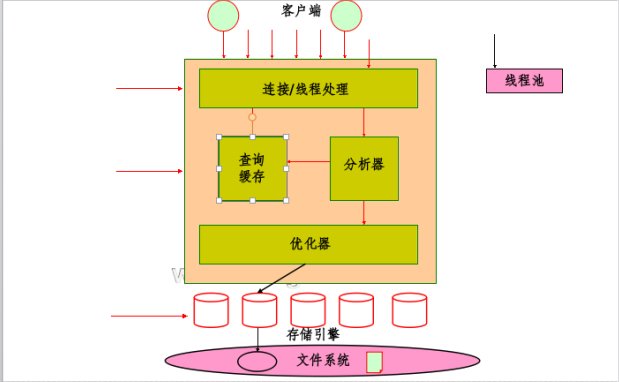 客户端
连接/线程处理
线程池
查询
缓存
分析器
优化器
存储引擎
文件系统